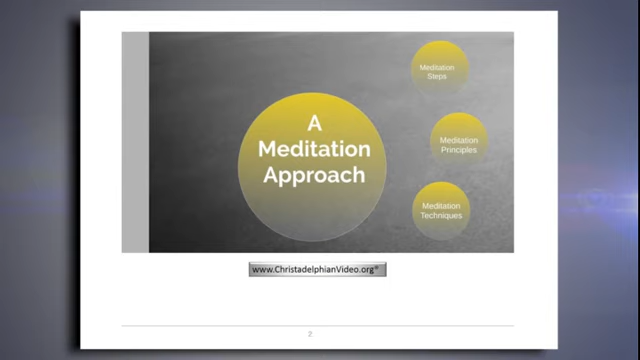 A
Meditation
Approach
Meditation
Steps
Meditation
Principles
Meditation
Techniques
www.ChristadelphianVideo.org®
2